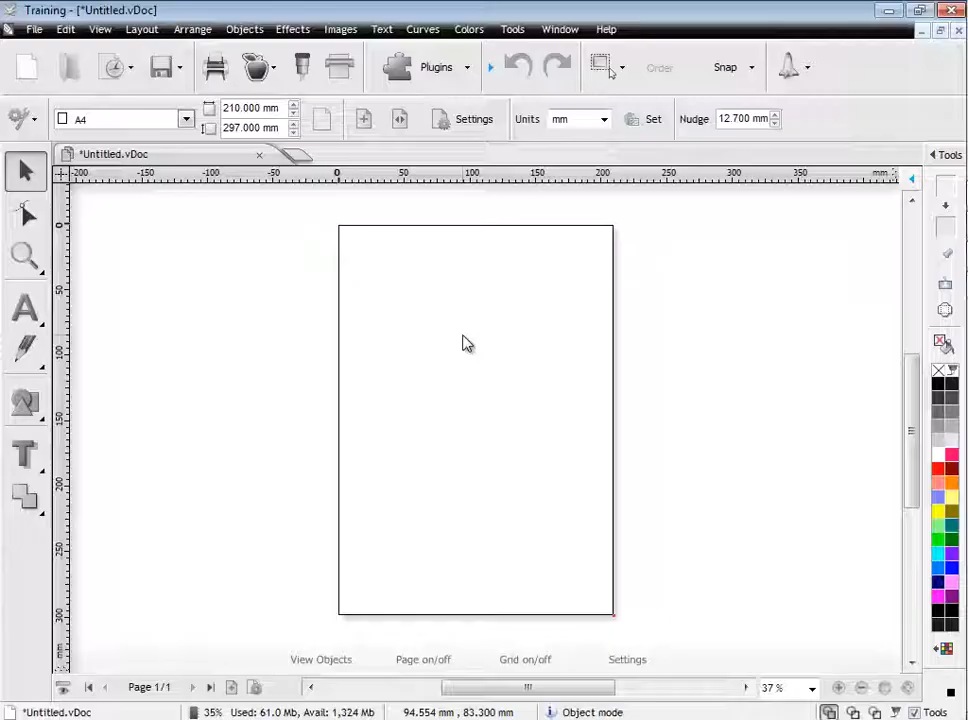 Training - [*Untitled.vDoc]
File Edit View Layout Arrange Objects Effects Images Text Curves Colors Tools Window Help
Plugins Order Snap
A4 210.000 mm 297.000 mm Settings Units mm Set Nudge 12.700 mm
*Untitled.vDoc Tools
-200 -150 -100 -50 0 50 100 150 200 250 300 350 mm
0
50
100
150
200
250
300
mm
View Objects Page on/off Grid on/off Settings
Page 1/1 37 %
*Untitled.vDoc 35% Used: 61.0 Mb, Avail: 1,324 Mb 94.554 mm , 83.300 mm Object mode Tools